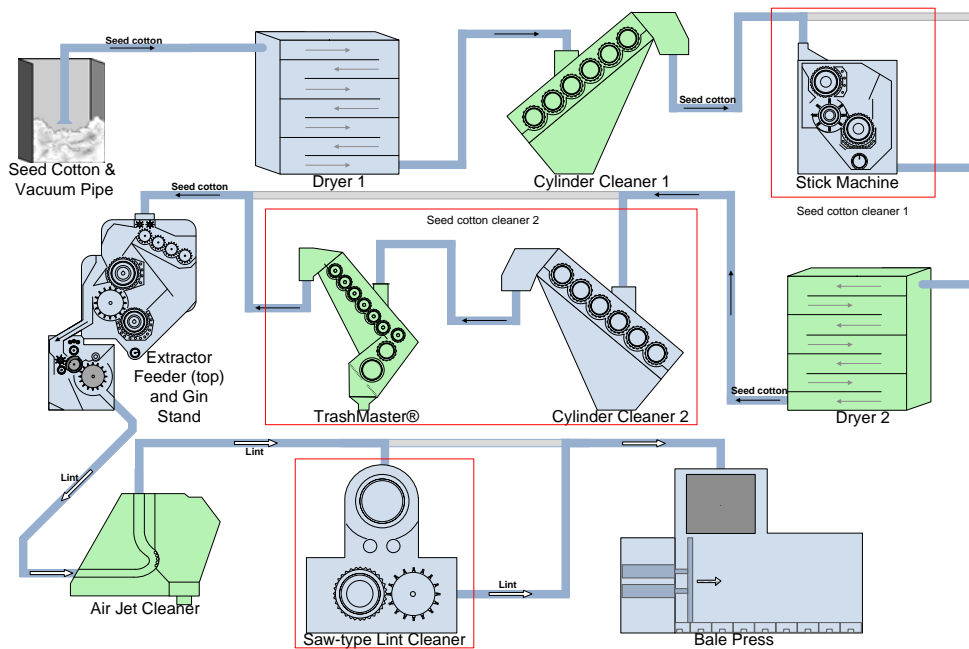 Seed cotton
Seed Cotton &
Vacuum Pipe
Dryer 1
Cylinder Cleaner 1
Seed cotton
Stick Machine
Seed cotton cleaner 1
Seed cotton
Seed cotton cleaner 2
Extractor
Feeder (top)
and Gin
Stand
TrashMaster®
Cylinder Cleaner 2
Seed cotton
Dryer 2
Lint
Lint
Air Jet Cleaner
Saw-type Lint Cleaner
Lint
Bale Press